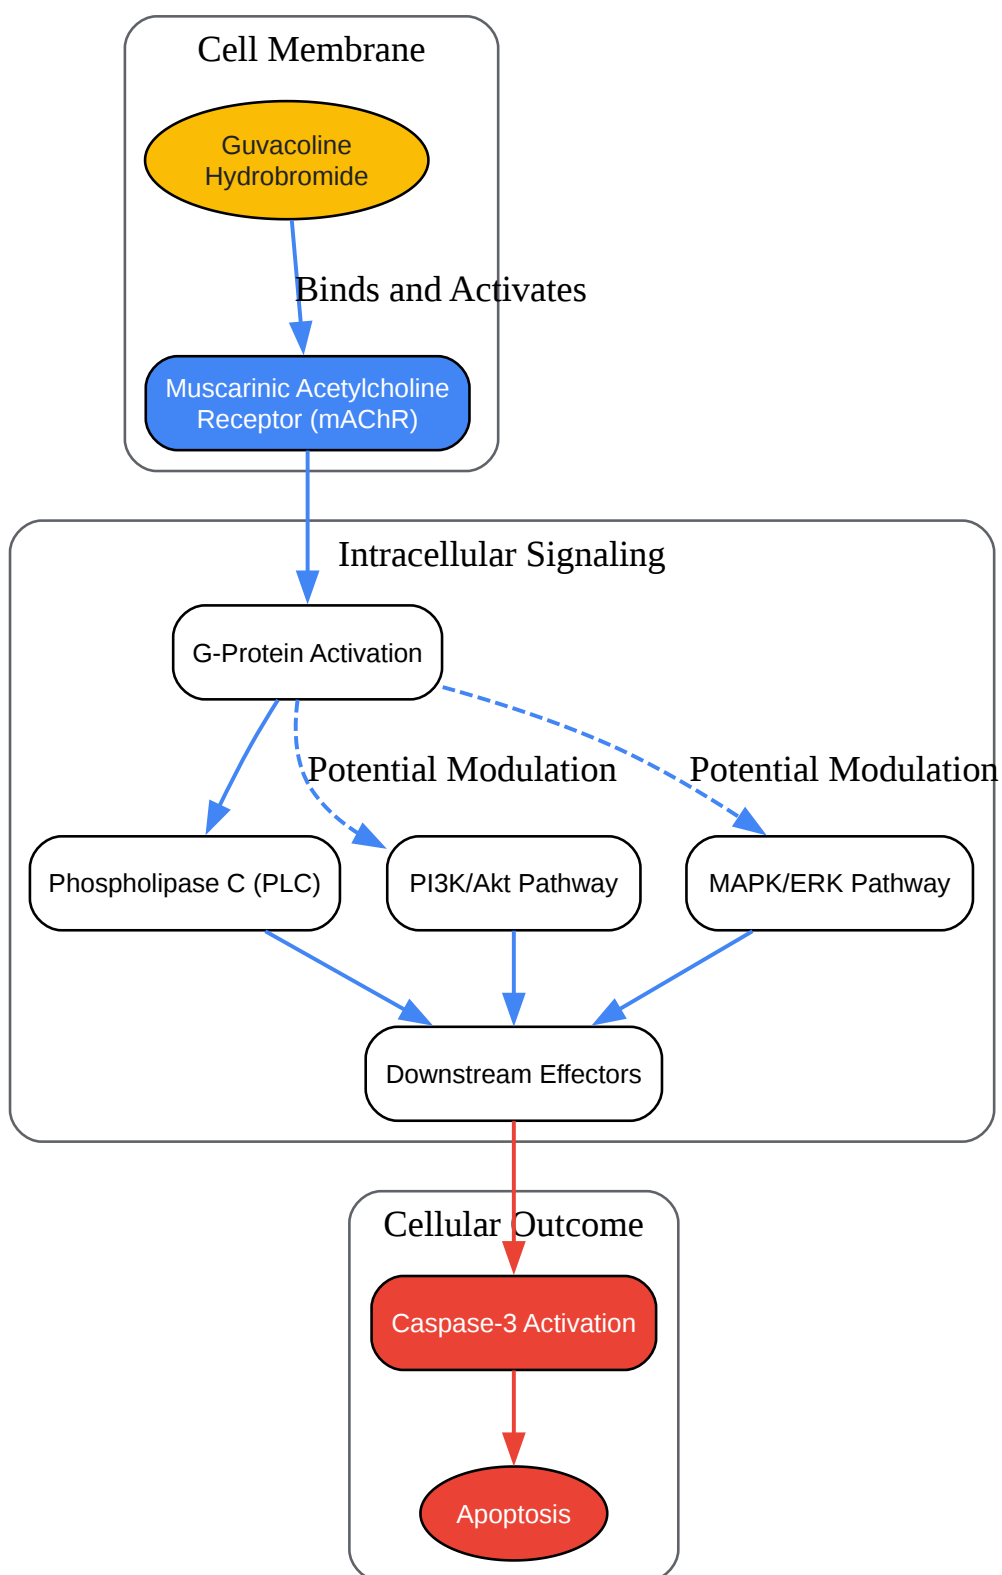 Cell Membrane
Guvacoline
Hydrobromide
Binds and Activates
Muscarinic Acetylcholine
Receptor (mAChR)
Intracellular Signaling
G-Protein Activation
Potential Modulation
Potential Modulation
Phospholipase C (PLC)
PI3K/Akt Pathway
MAPK/ERK Pathway
Downstream Effectors
Cellular Outcome
Caspase-3 Activation
Apoptosis